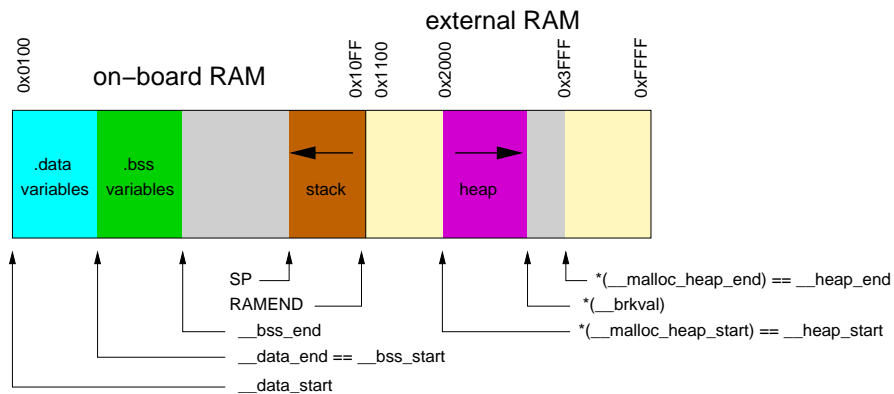 external RAM
on−board RAM
0x0100
0x10FF
0x1100
0x2000
0x3FFF
0xFFFF
.data
variables
.bss
variables
stack
heap
SP
RAMEND
__bss_end
__data_end == __bss_start
__data_start
*(__malloc_heap_end) == __heap_end
*(__brkval)
*(__malloc_heap_start) == __heap_start